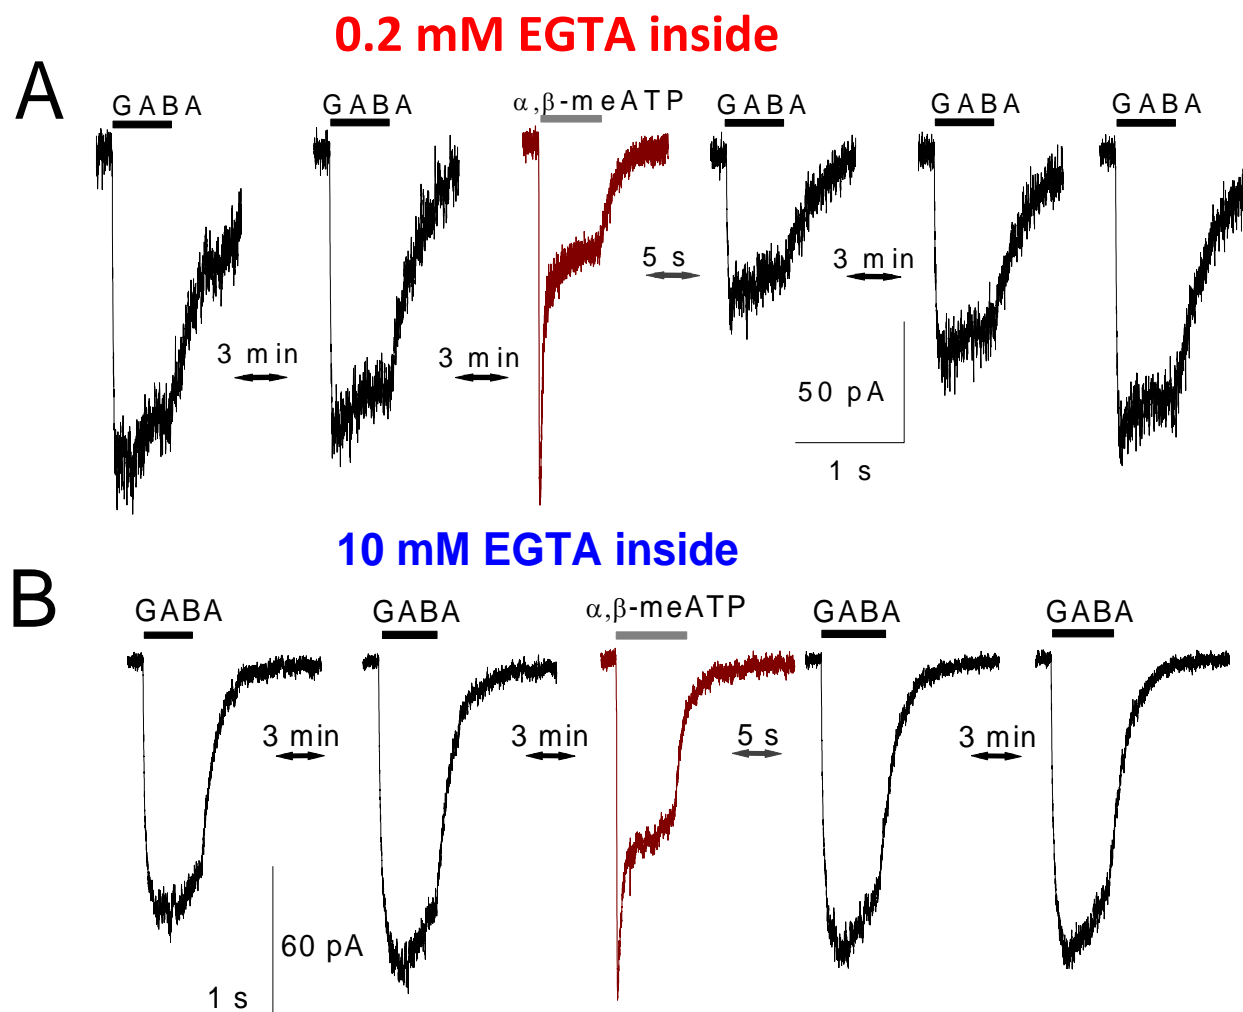 0.2 mM EGTA inside
A
GABA GABA α,β-meATP GABA GABA GABA
5 s 3 min
3 min 3 min
50 pA
1 s
10 mM EGTA inside
B
GABA GABA α,β-meATP GABA GABA
3 min 3 min 5 s 3 min
60 pA
1 s